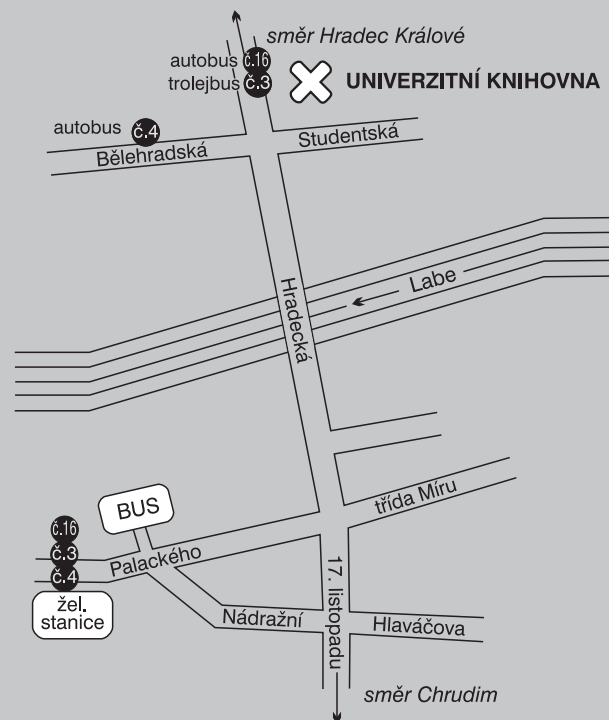 směr Hradec Králové
autobus č.16
trolejbus č.3
UNIVERZITNÍ KNIHOVNA
autobus č.4
Studentská
Bělehradská
Labe
Hradecká
třída Míru
BUS
č.16
č.3
č.4
Palackého
žel.
stanice
17. listopadu
Nádražní
Hlaváčova
směr Chrudim